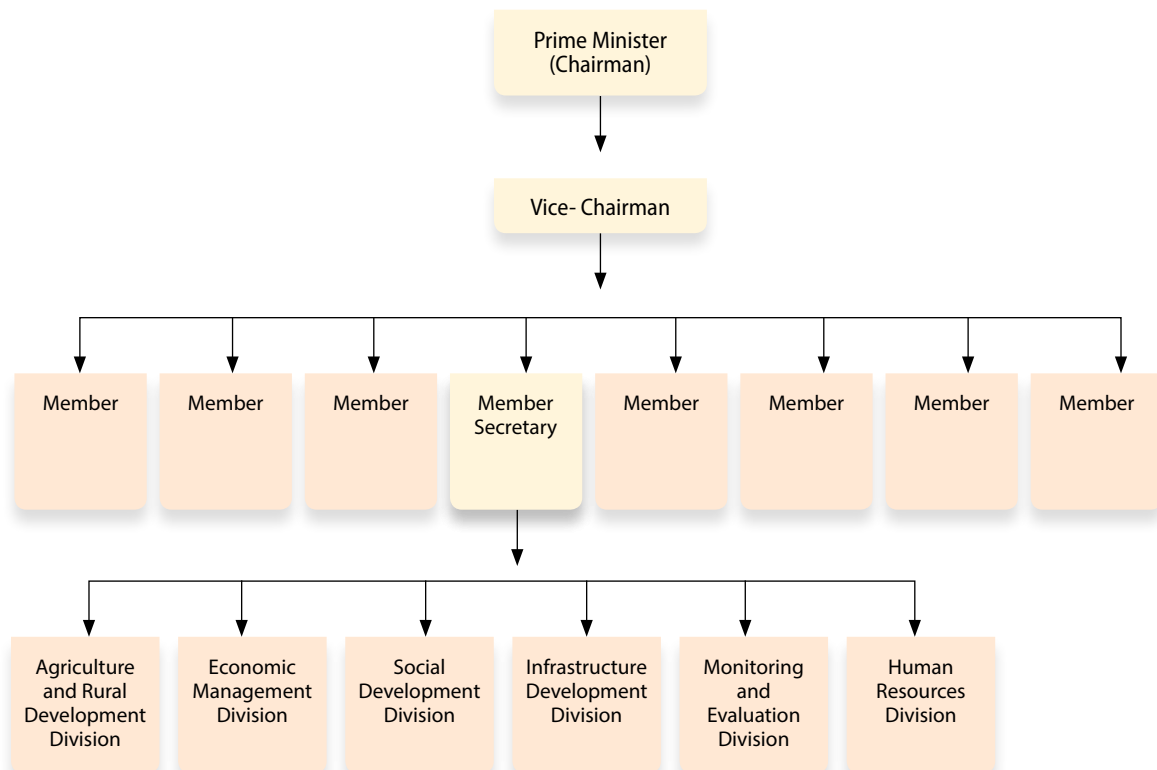 Prime Minister
(Chairman)
Vice- Chairman
Member
Member
Member
Member
Secretary
Member
Member
Member
Member
Agriculture
and Rural
Development
Division
Economic
Management
Division
Social
Development
Division
Infrastructure
Development
Division
Monitoring
and
Evaluation
Division
Human
Resources
Division